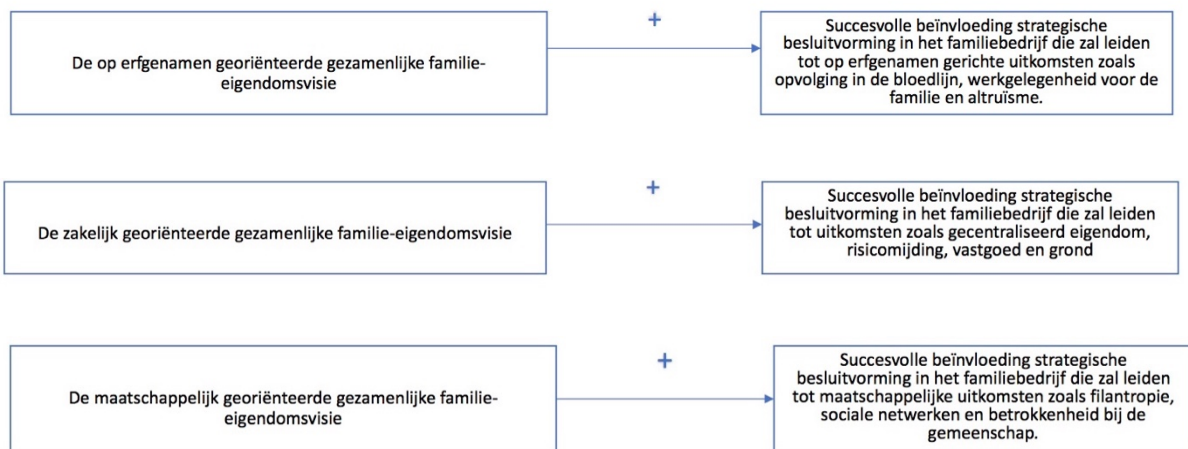 De op erfgenamen georiënteerde gezamenlijke familie-
eigendomsvisie
+
Succesvolle beïnvloeding strategische
besluitvorming in het familiebedrijf die zal leiden
tot op erfgenamen gerichte uitkomsten zoals
opvolging in de bloedlijn, werkgelegenheid voor de
familie en altruïsme.
De zakelijk georiënteerde gezamenlijke familie-eigendomsvisie
+
Succesvolle beïnvloeding strategische
besluitvorming in het familiebedrijf die zal leiden
tot uitkomsten zoals gecentraliseerd eigendom,
risicomijding, vastgoed en grond
De maatschappelijk georiënteerde gezamenlijke familie-
eigendomsvisie
+
Succesvolle beïnvloeding strategische
besluitvorming in het familiebedrijf die zal leiden
tot maatschappelijke uitkomsten zoals filantropie,
sociale netwerken en betrokkenheid bij de
gemeenschap.